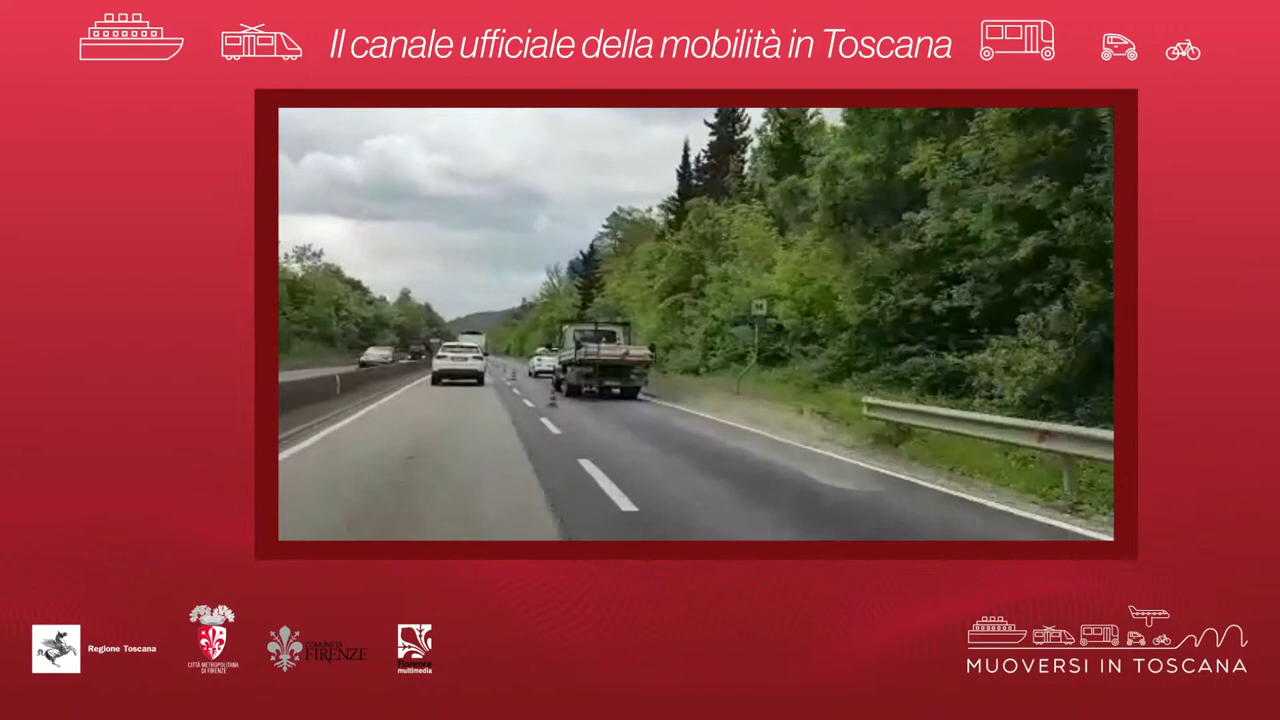 Il canale ufficiale della mobilità in Toscana
Regione Toscana
CITTÀ METROPOLITANA
DI FIRENZE
COMUNE DI
FIRENZE
Florence
multimedia
MUOVERSI IN TOSCANA